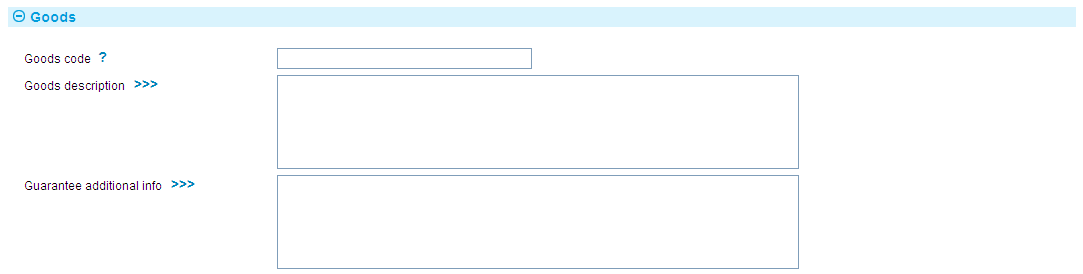 Goods
Goods code ?
Goods description >>>
Guarantee additional info >>>